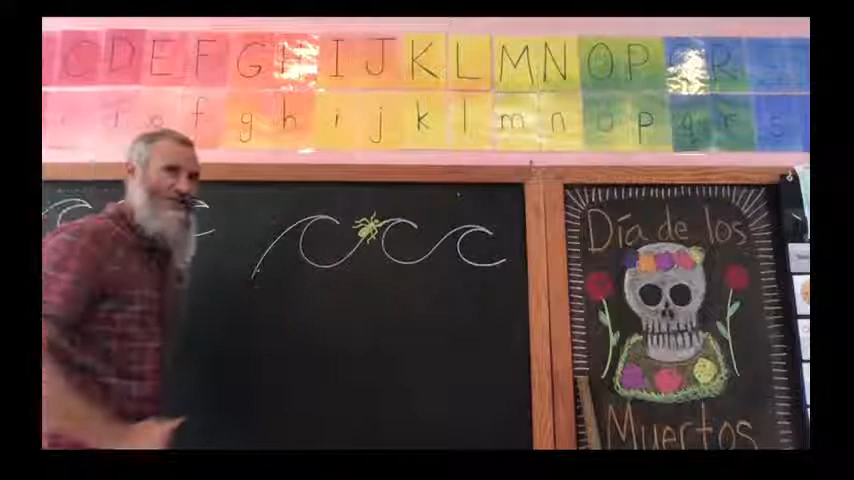 C D E F G H I J K L M N O P Q R
f g h i j k l m n o p q r s
Día de los
Muertos